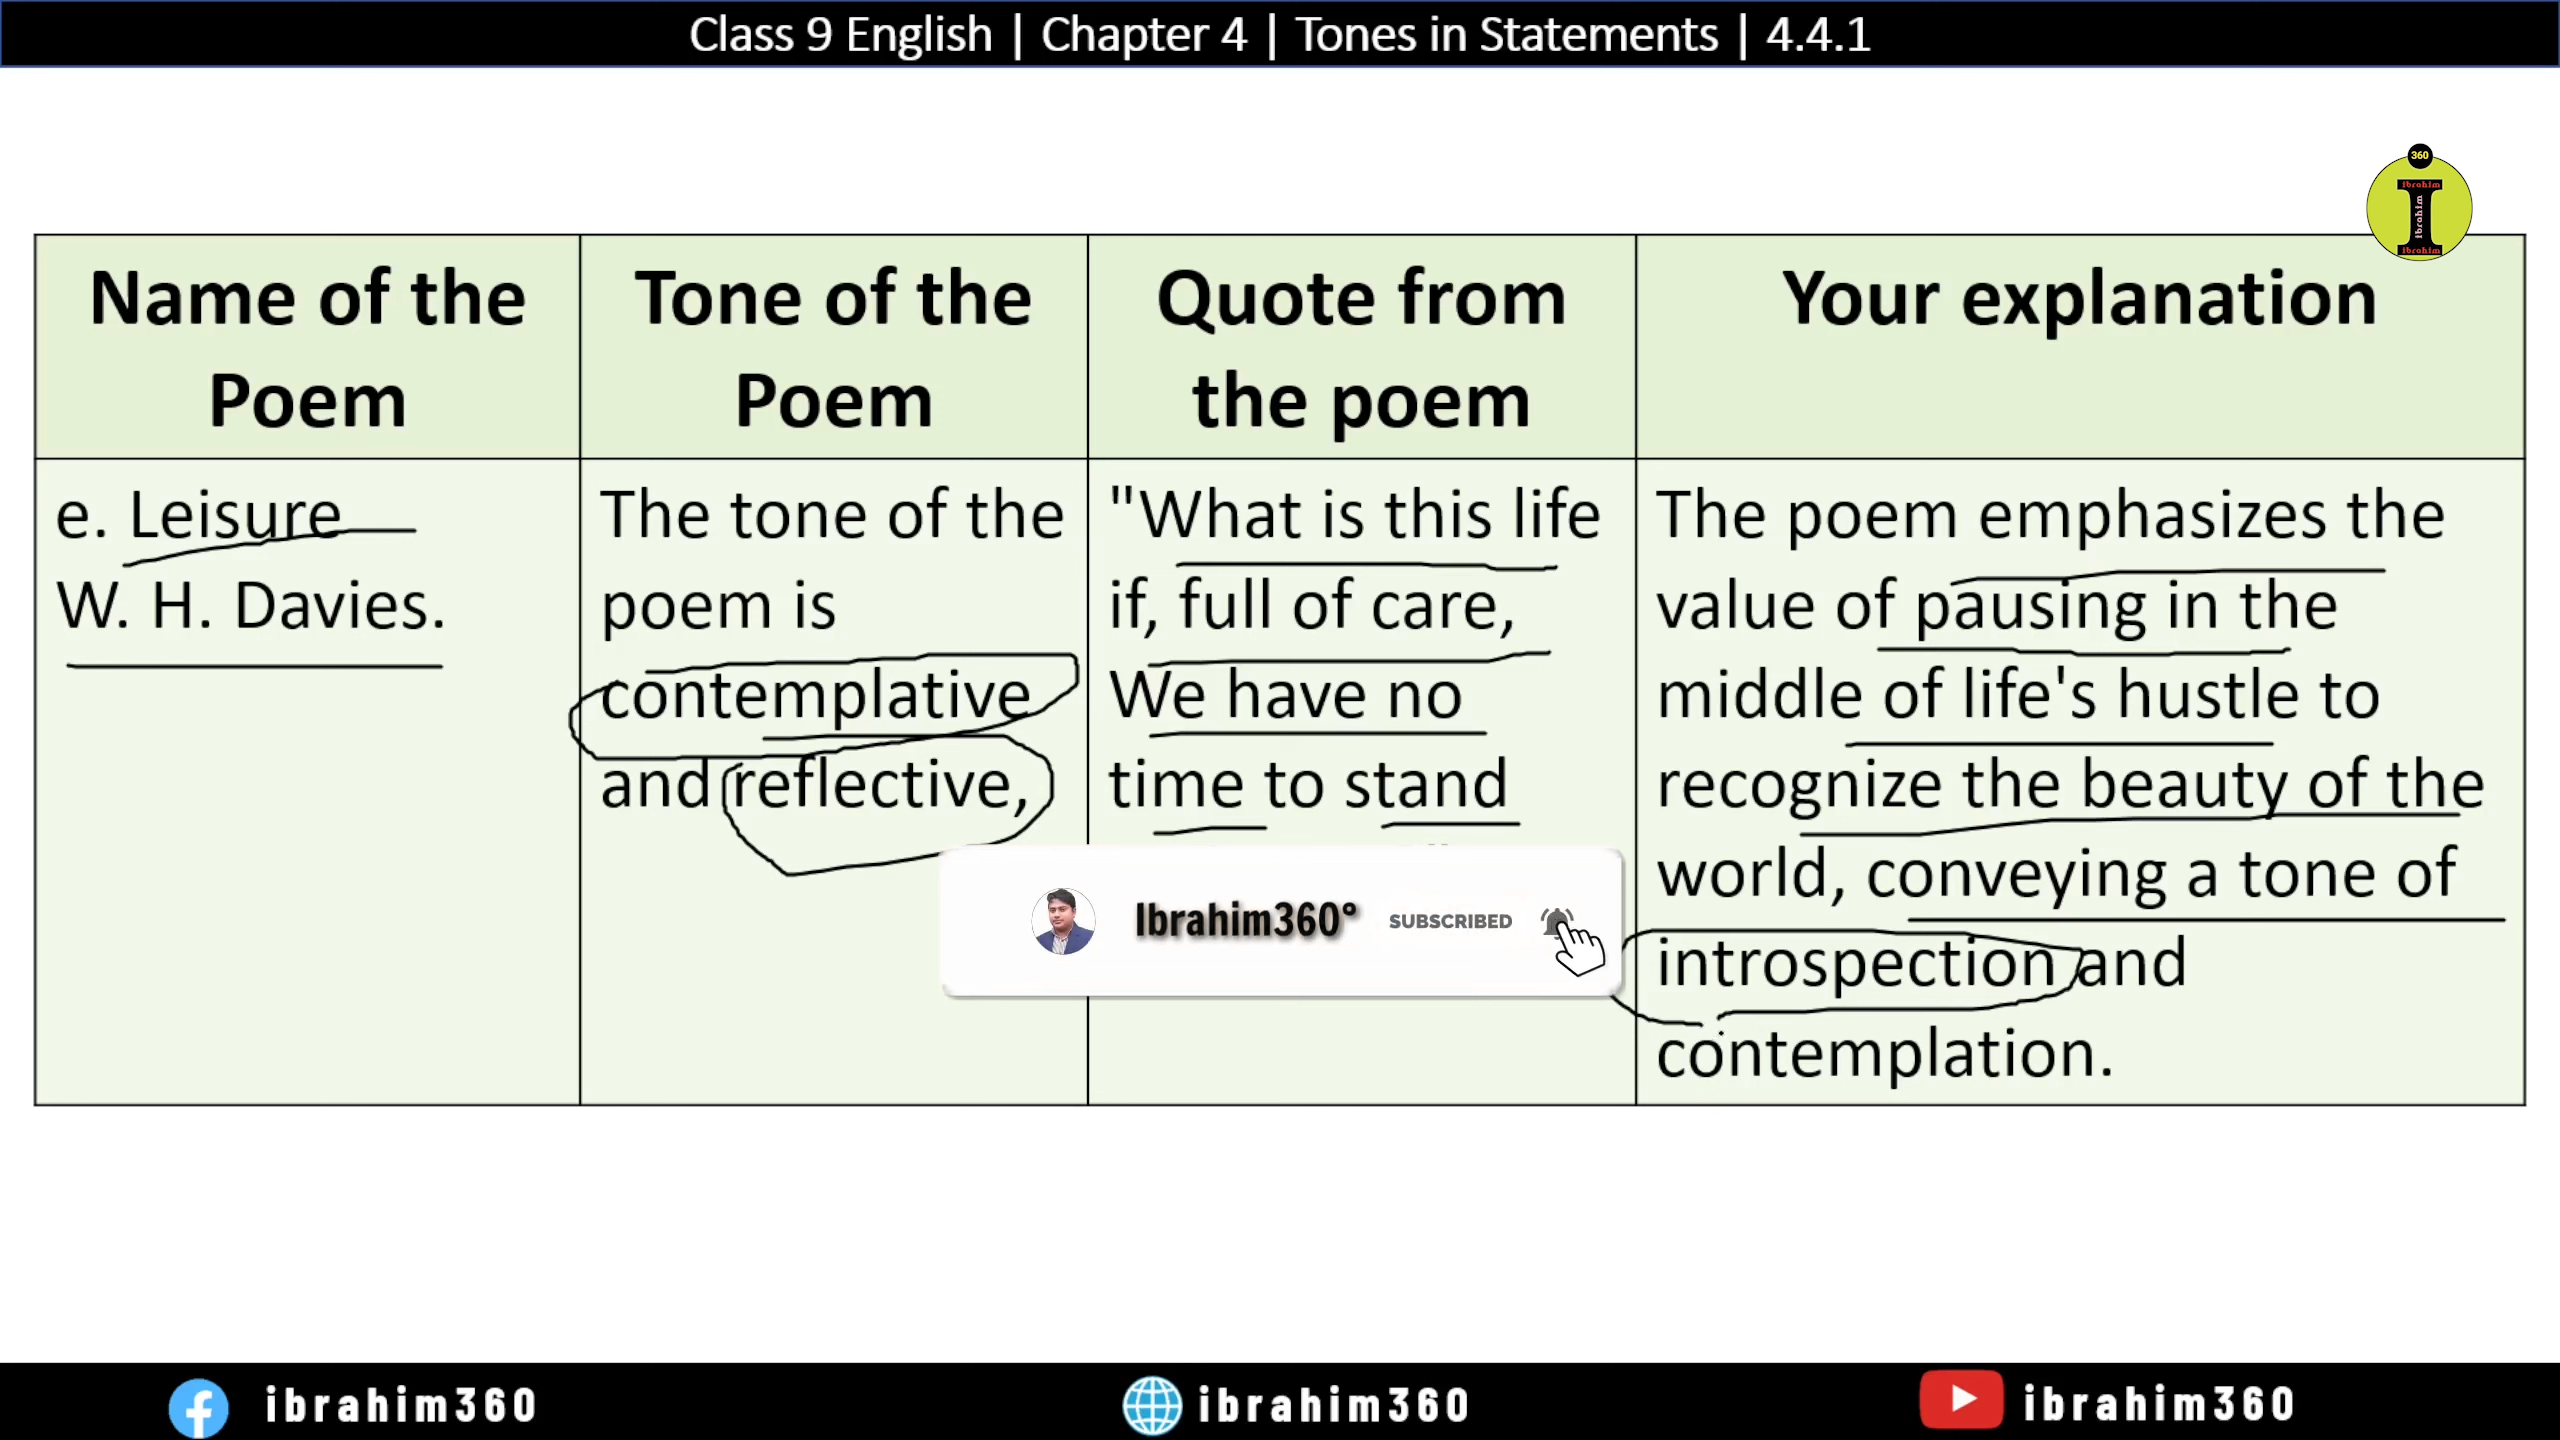 Class 9 English | Chapter 4 | Tones in Statements | 4.4.1
360
ibrahim
ibrahim
ibrahim
Name of the
Poem
Tone of the
Poem
Quote from
the poem
Your explanation
e. Leisure
W. H. Davies.
The tone of the
poem is
contemplative
and reflective,
"What is this life
if, full of care,
We have no
time to stand
The poem emphasizes the
value of pausing in the
middle of life's hustle to
recognize the beauty of the
world, conveying a tone of
introspection and
contemplation.
Ibrahim360°
SUBSCRIBED
ibrahim360
ibrahim360
ibrahim360